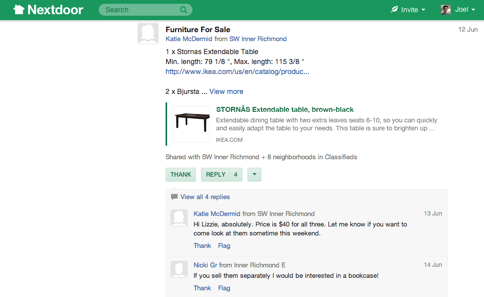 Nextdoor
Search
Invite
Joel
Furniture For Sale
12 Jun
Katie McDermid from SW Inner Richmond
1 x Stornas Extendable Table
Min. length: 79 1/8 ", Max. length: 115 3/8 "
http://www.ikea.com/us/en/catalog/produc...
2 x Bjursta ... View more
STORNÄS Extendable table, brown-black
Extendable dining table with two extra leaves seats 6-10, so you can quickly
and easily adapt the table to your needs. This table is sure to brighten up ...
IKEA.COM
Shared with SW Inner Richmond + 8 neighborhoods in Classifieds
THANK
REPLY 4
View all 4 replies
Katie McDermid from SW Inner Richmond
13 Jun
Hi Lizzie, absolutely. Price is $40 for all three. Let me know if you want to
come look at them sometime this weekend.
Thank Flag
Nicki Gr from Inner Richmond E
14 Jun
If you sell them separately I would be interested in a bookcase!
Thank Flag